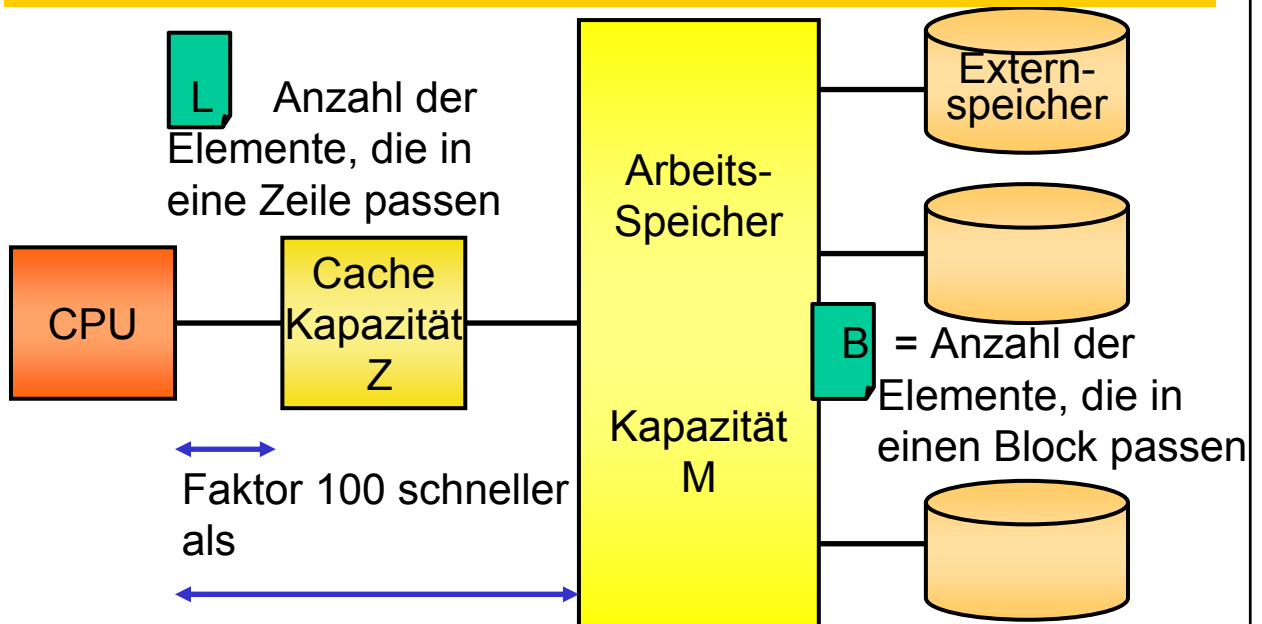 L Anzahl der
Elemente, die in
eine Zeile passen
CPU
Cache
Kapazität
Z
Faktor 100 schneller
als
Arbeits-
Speicher
Kapazität
M
Extern-
speicher
B = Anzahl der
Elemente, die in
einen Block passen